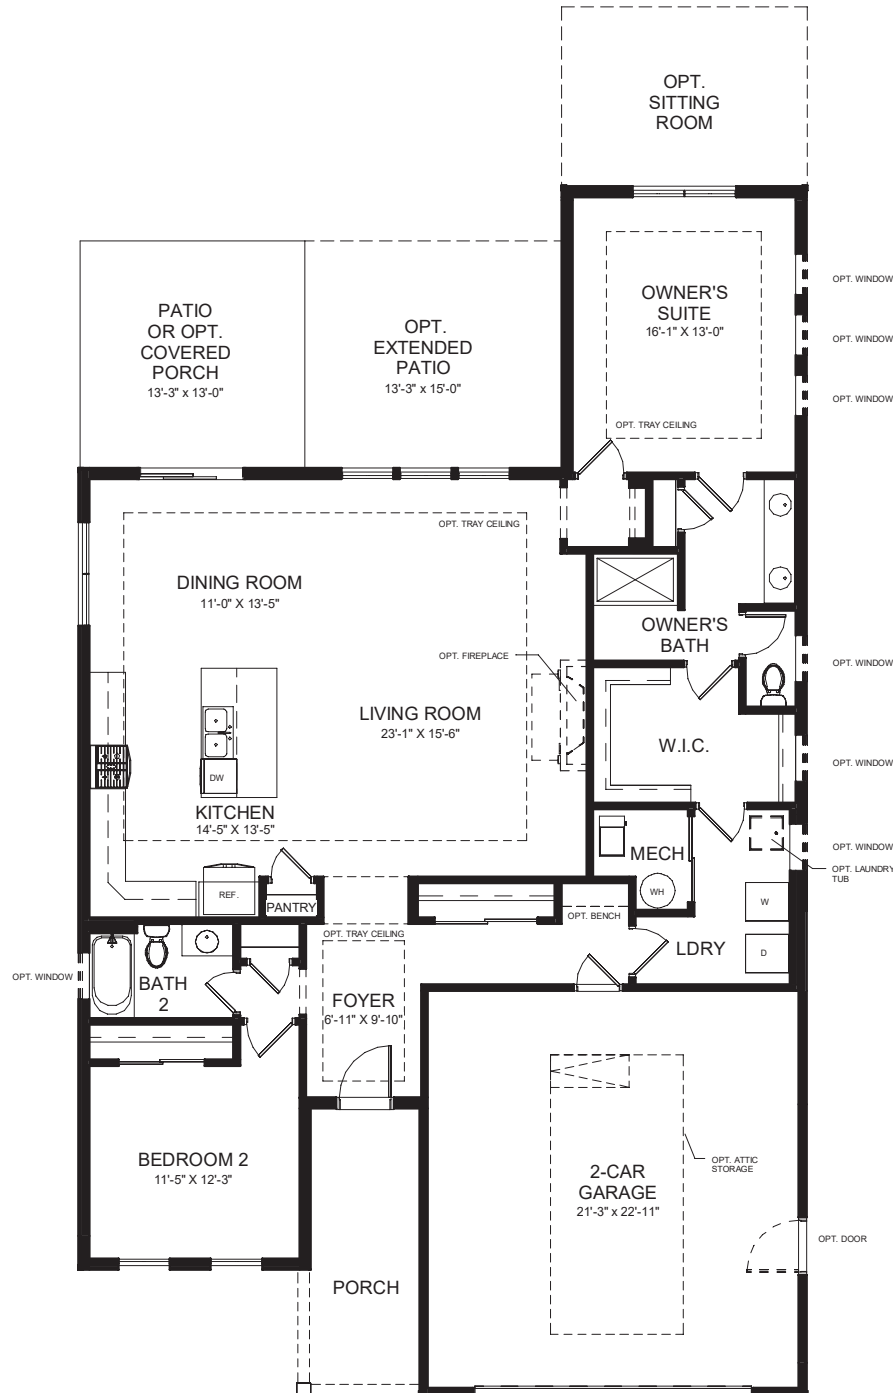 OPT.
SITTING
ROOM
OWNER'S
SUITE
16'-1" X 13'-0"
OPT. WINDOW
OPT. WINDOW
OPT. WINDOW
OPT. TRAY CEILING
PATIO
OR OPT.
COVERED
PORCH
13'-3" x 13'-0"
OPT.
EXTENDED
PATIO
13'-3" x 15'-0"
OPT. TRAY CEILING
DINING ROOM
11'-0" X 13'-5"
OWNER'S
BATH
OPT. FIREPLACE
OPT. WINDOW
LIVING ROOM
23'-1" X 15'-6"
W.I.C.
OPT. WINDOW
DW
KITCHEN
14'-5" X 13'-5"
MECH
OPT. WINDOW
OPT. LAUNDRY
TUB
WH
REF.
PANTRY
W
OPT. BENCH
OPT. TRAY CEILING
LDRY
D
OPT. WINDOW
BATH
2
FOYER
6'-11" X 9'-10"
BEDROOM 2
11'-5" X 12'-3"
OPT. ATTIC
STORAGE
2-CAR
GARAGE
21'-3" x 22'-11"
OPT. DOOR
PORCH